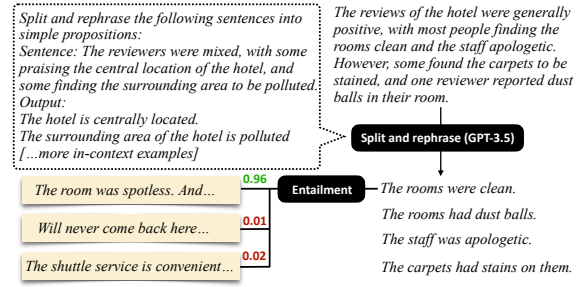 Split and rephrase the following sentences into
simple propositions:
Sentence: The reviewers were mixed, with some
praising the central location of the hotel, and
some finding the surrounding area to be polluted.
Output:
The hotel is centrally located.
The surrounding area of the hotel is polluted
[…more in-context examples]
The reviews of the hotel were generally
positive, with most people finding the
rooms clean and the staff apologetic.
However, some found the carpets to be
stained, and one reviewer reported dust
balls in their room.
Split and rephrase (GPT-3.5)
The room was spotless. And…
0.96
Entailment
The rooms were clean.
Will never come back here…
0.01
The rooms had dust balls.
The staff was apologetic.
The shuttle service is convenient…
0.02
The carpets had stains on them.